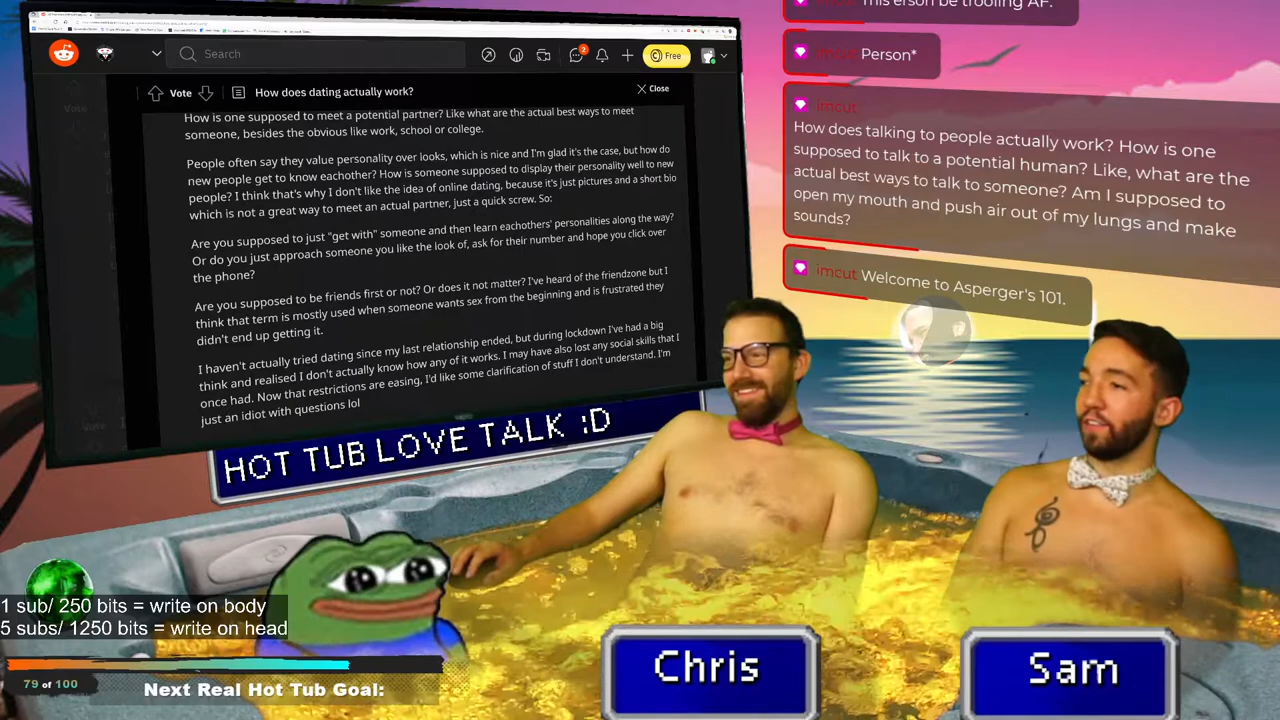 Search
2
Free
Vote
How does dating actually work?
Close
How is one supposed to meet a potential partner? Like what are the actual best ways to meet
someone, besides the obvious like work, school or college.
People often say they value personality over looks, which is nice and I'm glad it's the case, but how do
new people get to know eachother? How is someone supposed to display their personality well to new
people? I think that's why I don't like the idea of online dating, because it's just pictures and a short bio
which is not a great way to meet an actual partner, just a quick screw. So:
Are you supposed to just "get with" someone and then learn eachothers' personalities along the way?
Or do you just approach someone you like the look of, ask for their number and hope you click over
the phone?
Are you supposed to be friends first or not? Or does it not matter? I've heard of the friendzone but I
think that term is mostly used when someone wants sex from the beginning and is frustrated they
didn't end up getting it.
I haven't actually tried dating since my last relationship ended, but during lockdown I've had a big
think and realised I don't actually know how any of it works. I may have also lost any social skills that I
once had. Now that restrictions are easing, I'd like some clarification of stuff I don't understand. I'm
just an idiot with questions lol
HOT TUB LOVE TALK :D
This erson be trooling AF.
imcut Person*
imcut
How does talking to people actually work? How is one
supposed to talk to a potential human? Like, what are the
actual best ways to talk to someone? Am I supposed to
open my mouth and push air out of my lungs and make
sounds?
imcut Welcome to Asperger's 101.
1 sub/ 250 bits = write on body
5 subs/ 1250 bits = write on head
79 of 100
Next Real Hot Tub Goal:
Chris
Sam